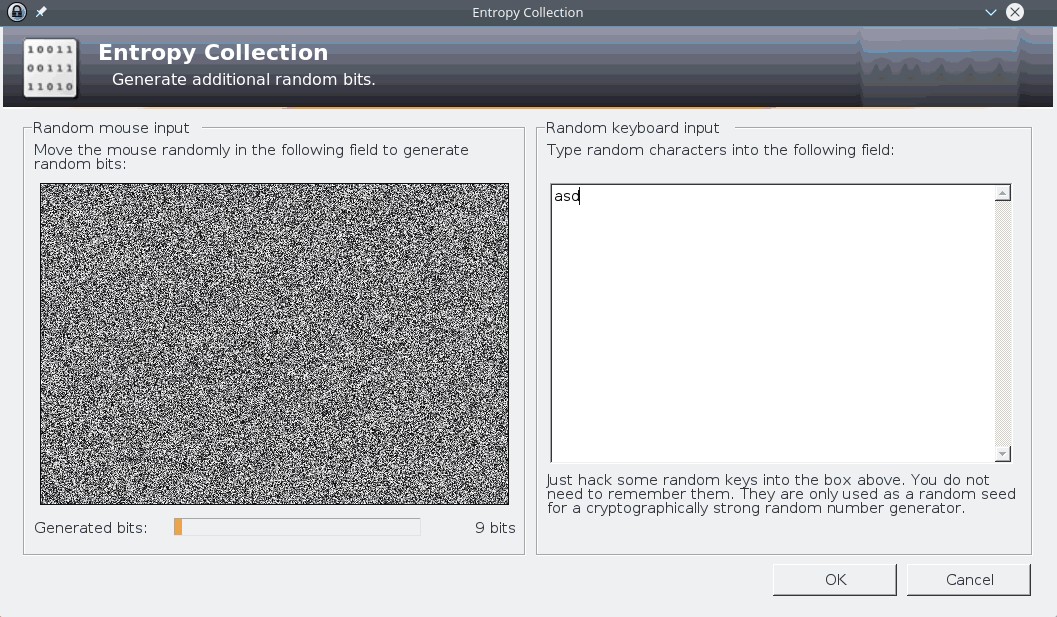 Entropy Collection
10011
00111
11010
Entropy Collection
Generate additional random bits.
Random mouse input
Move the mouse randomly in the following field to generate
random bits:
Generated bits:
9 bits
Random keyboard input
Type random characters into the following field:
asd
Just hack some random keys into the box above. You do not
need to remember them. They are only used as a random seed
for a cryptographically strong random number generator.
OK
Cancel